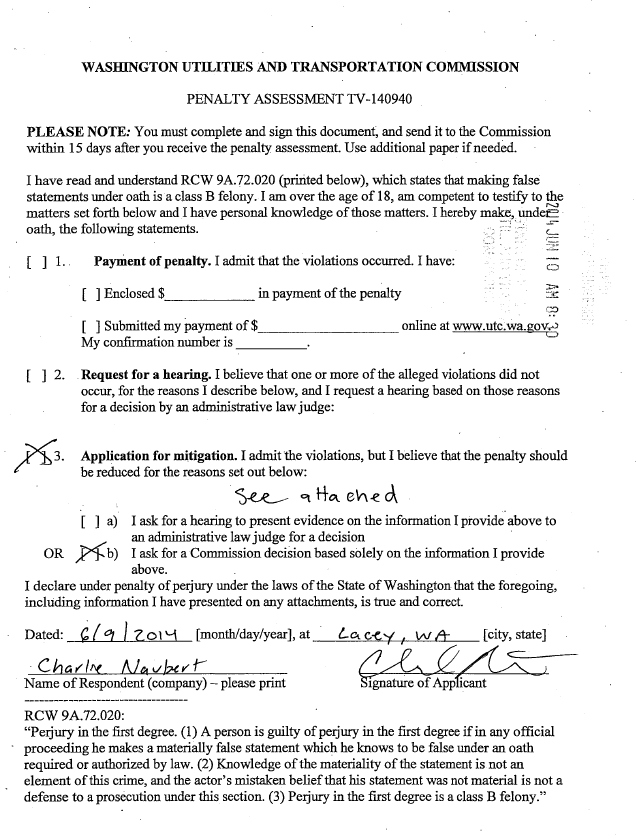 WASHINGTON UTILITIES AND TRANSPORTATION COMMISSION
PENALTY ASSESSMENT TV-140940
PLEASE NOTE: You must complete and sign this document, and send it to the Commission
within 15 days after you receive the penalty assessment. Use additional paper if needed.
I have read and understand RCW 9A.72.020 (printed below), which states that making false
statements under oath is a class B felony. I am over the age of 18, am competent to testify to the
matters set forth below and I have personal knowledge of those matters. I hereby make, under
oath, the following statements.
[ ] 1. Payment of penalty. I admit that the violations occurred. I have:
[ ] Enclosed $____________ in payment of the penalty
[ ] Submitted my payment of $__________________ online at www.utc.wa.gov.
My confirmation number is _________.
[ ] 2. Request for a hearing. I believe that one or more of the alleged violations did not
occur, for the reasons I describe below, and I request a hearing based on those reasons
for a decision by an administrative law judge:
[X] 3. Application for mitigation. I admit the violations, but I believe that the penalty should
be reduced for the reasons set out below:
See attached
[ ] a) I ask for a hearing to present evidence on the information I provide above to
an administrative law judge for a decision
OR [X] b) I ask for a Commission decision based solely on the information I provide
above.
I declare under penalty of perjury under the laws of the State of Washington that the foregoing,
including information I have presented on any attachments, is true and correct.
Dated: 6/9/2014 [month/day/year], at Lacey, WA [city, state]
Charlie Naubert
Name of Respondent (company) – please print Signature of Applicant
-----------------------------------
RCW 9A.72.020:
"Perjury in the first degree. (1) A person is guilty of perjury in the first degree if in any official
proceeding he makes a materially false statement which he knows to be false under an oath
required or authorized by law. (2) Knowledge of the materiality of the statement is not an
element of this crime, and the actor's mistaken belief that his statement was not material is not a
defense to a prosecution under this section. (3) Perjury in the first degree is a class B felony."
2014 JUN 10 AM 8: